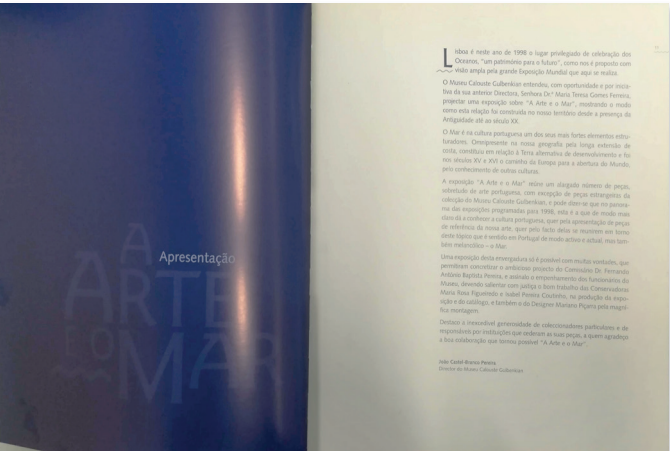 A
ARTE
E O
MAR
Apresentação
Lisboa é neste ano de 1998 o lugar privilegiado de celebração dos
Oceanos, "um património para o futuro", como nos é proposto com
visão ampla pela grande Exposição Mundial que aqui se realiza.
O Museu Calouste Gulbenkian entendeu, com oportunidade e por inicia-
tiva da sua anterior Directora, Senhora Dr.ª Maria Teresa Gomes Ferreira,
projectar uma exposição sobre "A Arte e o Mar", mostrando o modo
como esta relação foi construída no nosso território desde a presença da
Antiguidade até ao século XX.
O Mar é na cultura portuguesa um dos seus mais fortes elementos estru-
turadores. Omnipresente na nossa geografia pela longa extensão de
costa, constituiu em relação à Terra alternativa de desenvolvimento e foi
nos séculos XV e XVI o caminho da Europa para a abertura do Mundo,
pelo conhecimento de outras culturas.
A exposição "A Arte e o Mar" reúne um alargado número de peças,
sobretudo de arte portuguesa, com excepção de peças estrangeiras da
colecção do Museu Calouste Gulbenkian, e pode dizer-se que no panora-
ma das exposições programadas para 1998, esta é a que de modo mais
claro dá a conhecer a cultura portuguesa, quer pela apresentação de peças
de referência da nossa arte, quer pelo facto delas se reunirem em torno
deste tópico que é sentido em Portugal de modo activo e actual, mas tam-
bém melancólico – o Mar.
Uma exposição desta envergadura só é possível com muitas vontades, que
permitiram concretizar o ambicioso projecto do Comissário Dr. Fernando
António Baptista Pereira, e assinalo o empenhamento dos funcionários do
Museu, devendo salientar com justiça o bom trabalho das Conservadoras
Maria Rosa Figueiredo e Isabel Pereira Coutinho, na produção da expo-
sição e do catálogo, e também o do Designer Mariano Piçarra pela magní-
fica montagem.
Destaco a inexcedível generosidade de coleccionadores particulares e de
responsáveis por instituições que cederam as suas peças, a quem agradeço
a boa colaboração que tornou possível "A Arte e o Mar".
João Castel-Branco Pereira
Director do Museu Calouste Gulbenkian